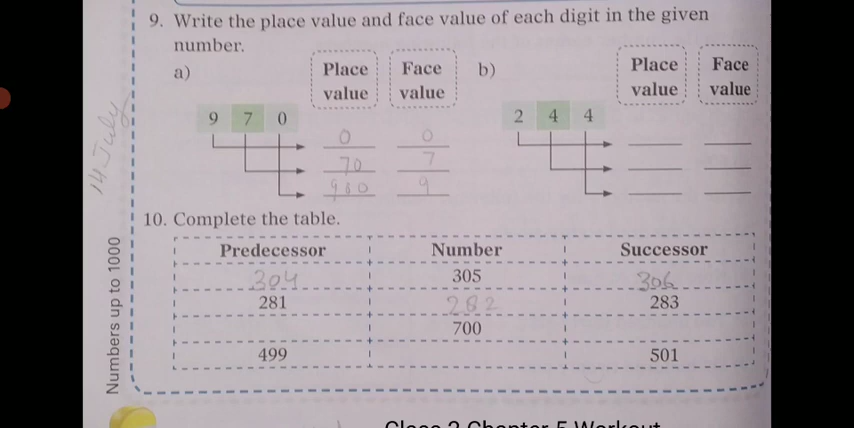 9. Write the place value and face value of each digit in the given
number.
a) Place value Face value b) Place value Face value
9 7 0 2 4 4
0 0
70 7
9
10. Complete the table.
Predecessor Number Successor
304 305 306
281 282 283
700
499 501
14 July
Numbers up to 1000